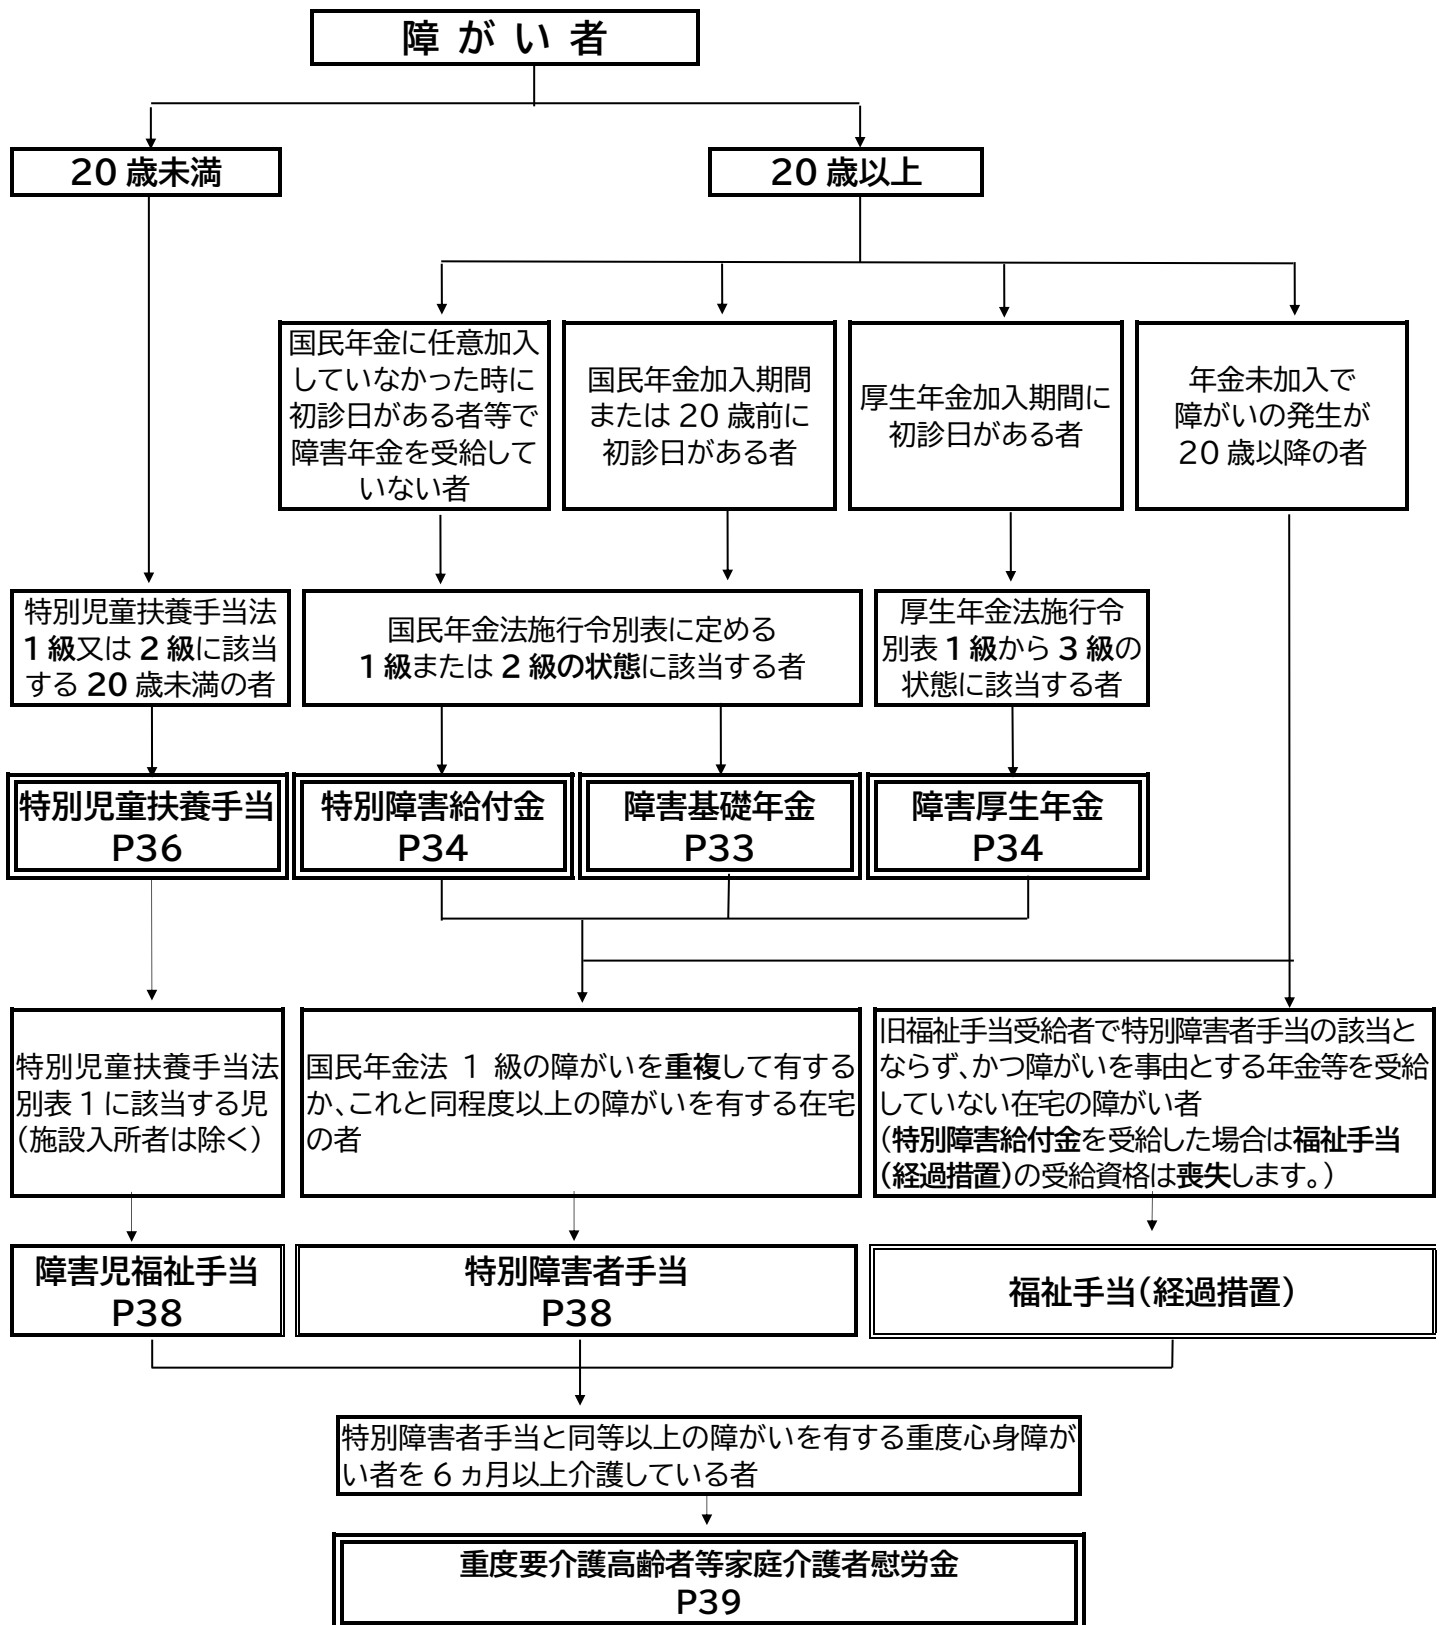 障がい者
20歳未満
20歳以上
国民年金に任意加入
していなかった時に
初診日がある者等で
障害年金を受給して
いない者
国民年金加入期間
または20歳前に
初診日がある者
厚生年金加入期間に
初診日がある者
年金未加入で
障がいの発生が
20歳以降の者
特別児童扶養手当法
1級又は2級に該当
する20歳未満の者
国民年金法施行令別表に定める
1級または2級の状態に該当する者
厚生年金法施行令
別表1級から3級の
状態に該当する者
特別児童扶養手当
P36
特別障害給付金
P34
障害基礎年金
P33
障害厚生年金
P34
特別児童扶養手当法
別表1に該当する児
(施設入所者は除く)
国民年金法 1 級の障がいを重複して有する
か、これと同程度以上の障がいを有する在宅
の者
旧福祉手当受給者で特別障害者手当の該当と
ならず、かつ障がいを事由とする年金等を受給
していない在宅の障がい者
(特別障害給付金を受給した場合は福祉手当
(経過措置)の受給資格は喪失します。)
障害児福祉手当
P38
特別障害者手当
P38
福祉手当(経過措置)
特別障害者手当と同等以上の障がいを有する重度心身障が
い者を6ヵ月以上介護している者
重度要介護高齢者等家庭介護者慰労金
P39